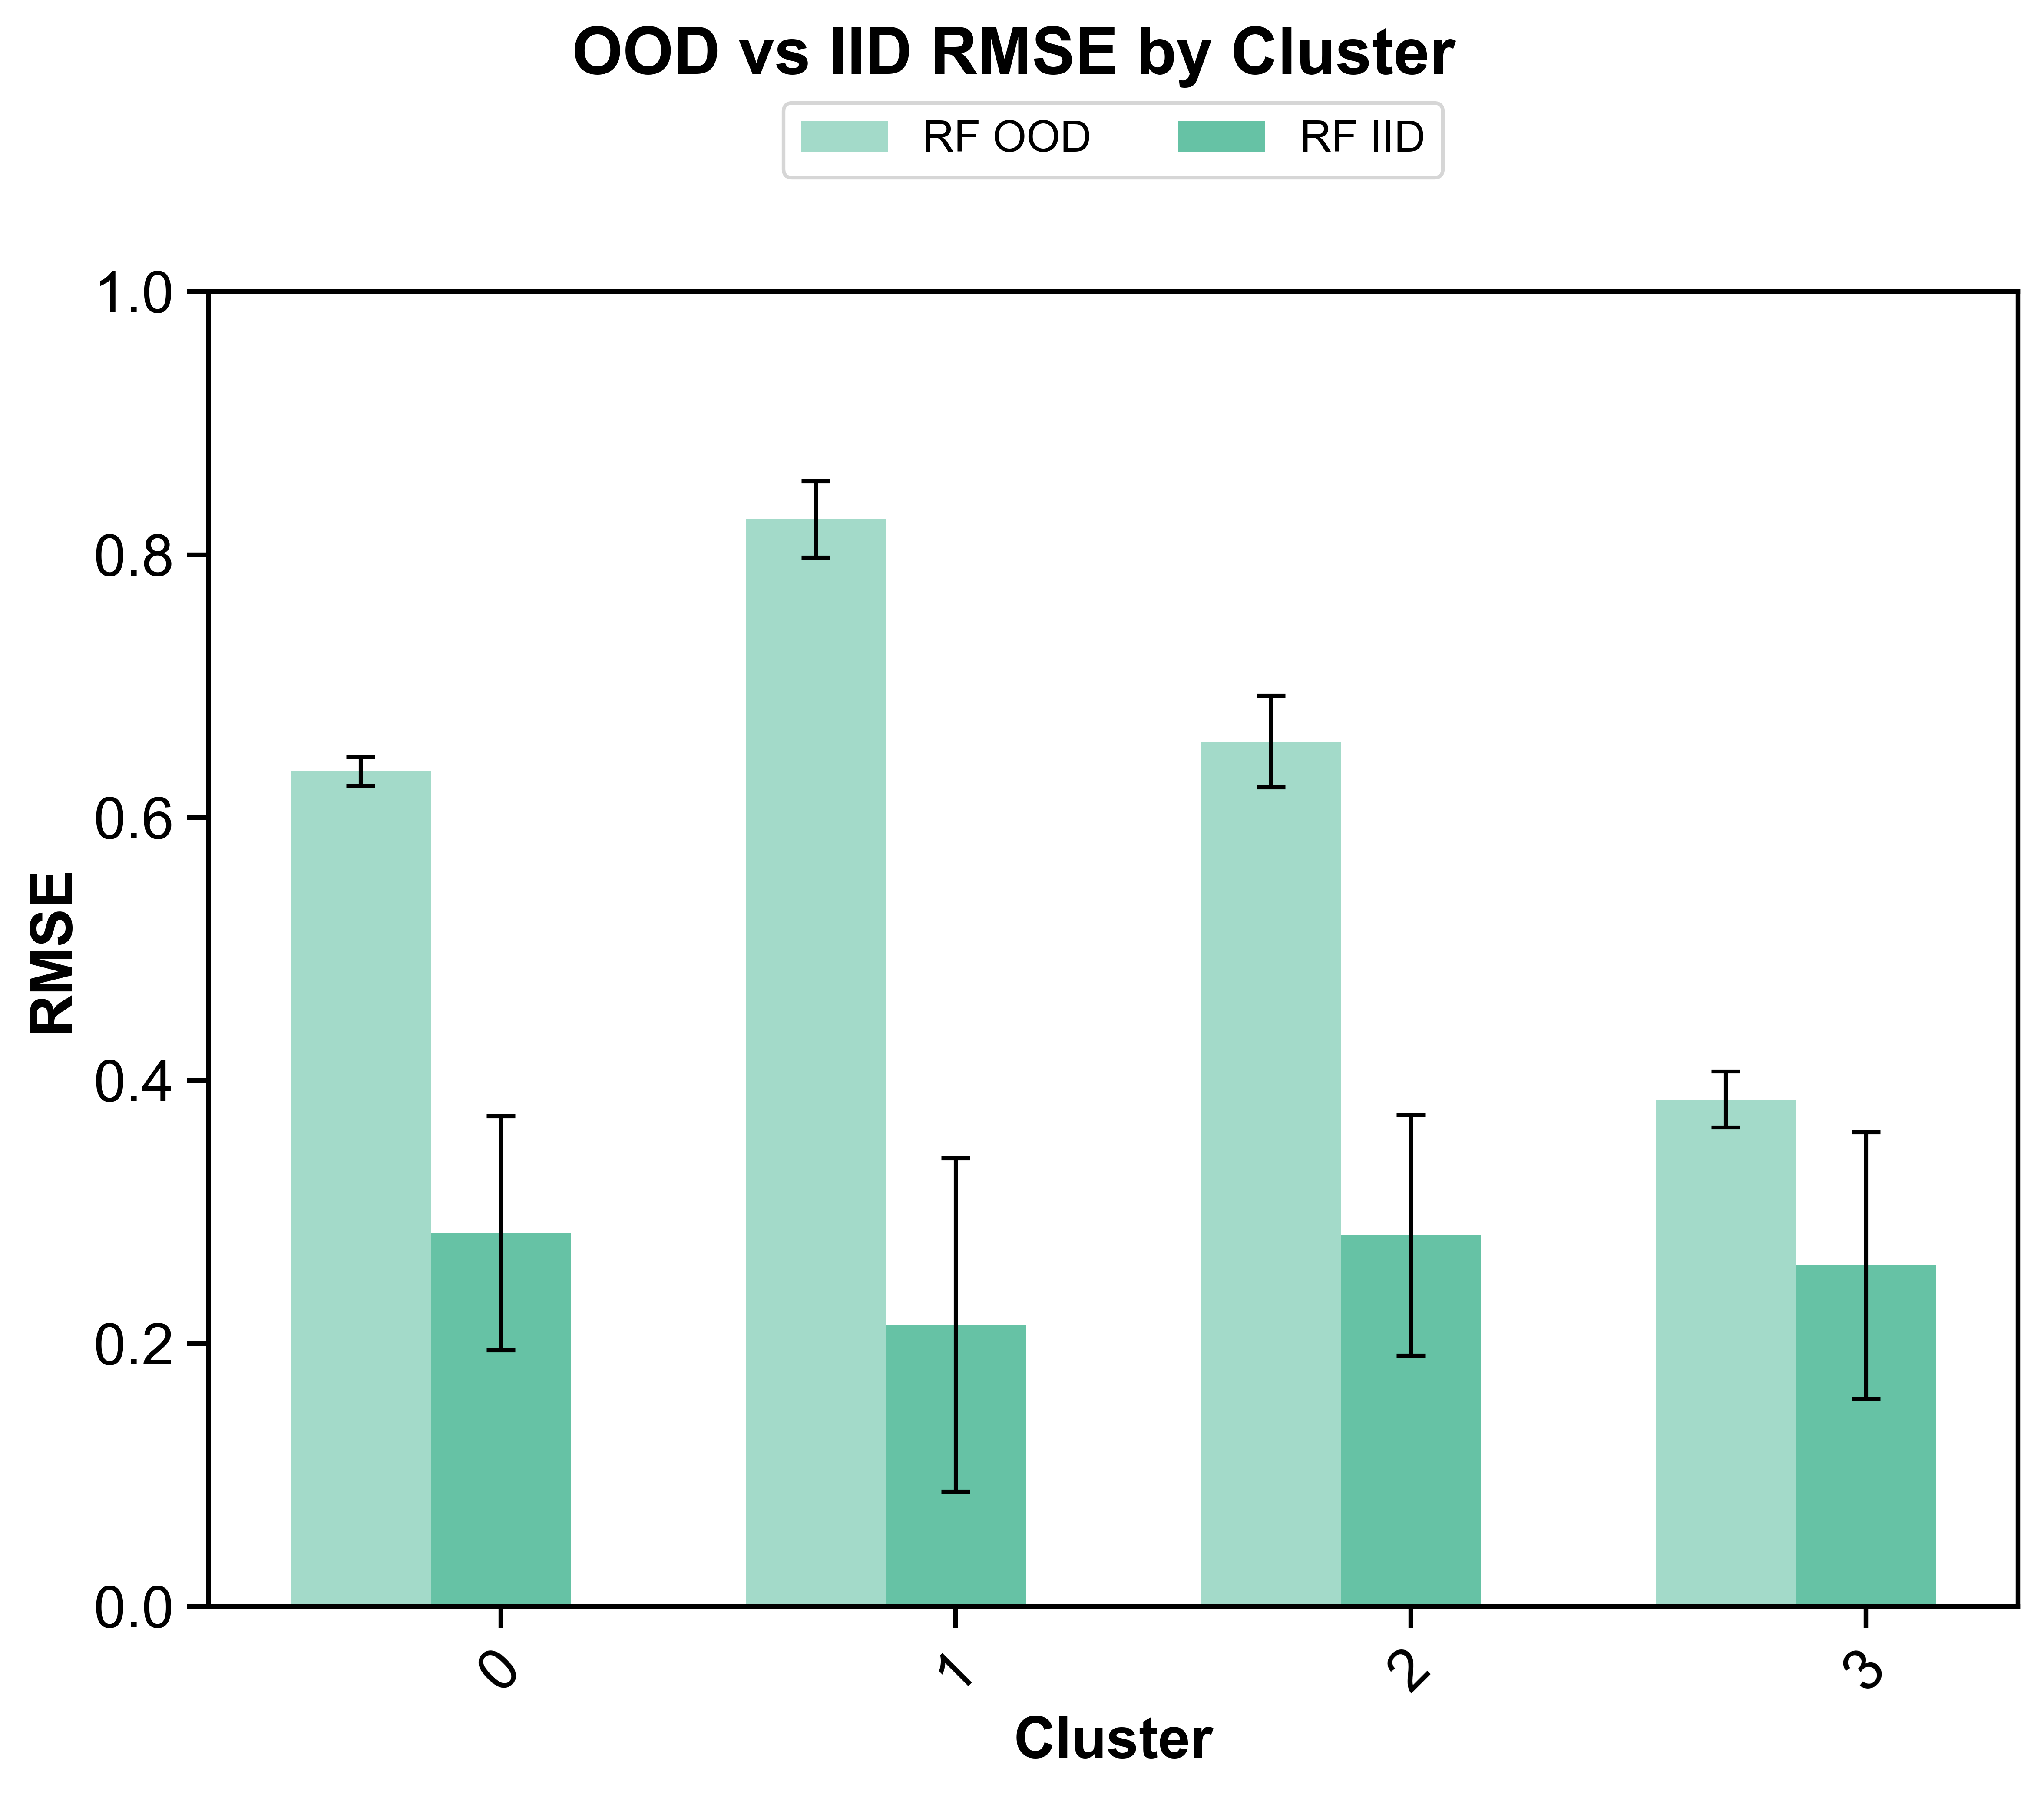 OOD vs IID RMSE by Cluster
RF OOD RF IID
1.0
0.8
0.6
0.4
0.2
0.0
RMSE
0 1 2 3
Cluster